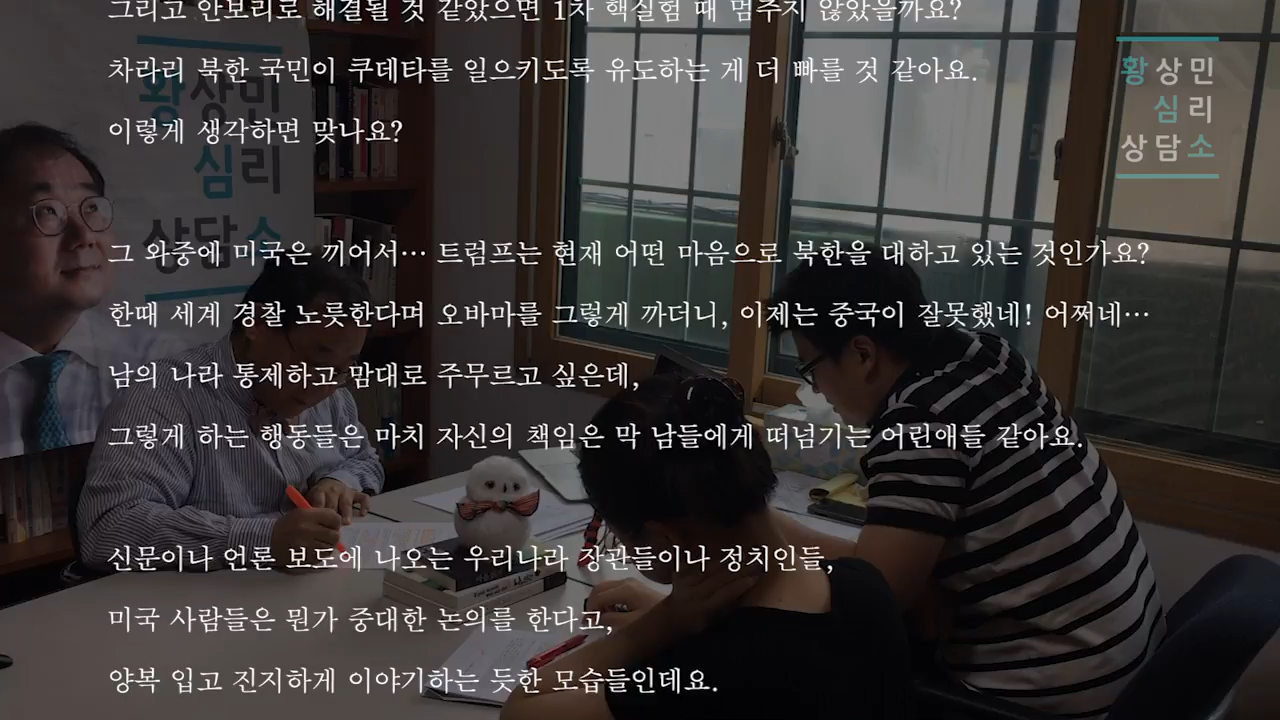 그리고 안보리로 해결될 것 같았으면 1차 핵실험 때 멈추지 않았을까요?
차라리 북한 국민이 쿠데타를 일으키도록 유도하는 게 더 빠를 것 같아요.
이렇게 생각하면 맞나요?
그 와중에 미국은 끼어서… 트럼프는 현재 어떤 마음으로 북한을 대하고 있는 것인가요?
한때 세계 경찰 노릇한다며 오바마를 그렇게 까더니, 이제는 중국이 잘못했네! 어쩌네…
남의 나라 통제하고 맘대로 주무르고 싶은데,
그렇게 하는 행동들은 마치 자신의 책임은 막 남들에게 떠넘기는 어린애들 같아요.
신문이나 언론 보도에 나오는 우리나라 장관들이나 정치인들,
미국 사람들은 뭔가 중대한 논의를 한다고,
양복 입고 진지하게 이야기하는 듯한 모습들인데요.
황상민
심리
상담소
황상민
심리
상담소